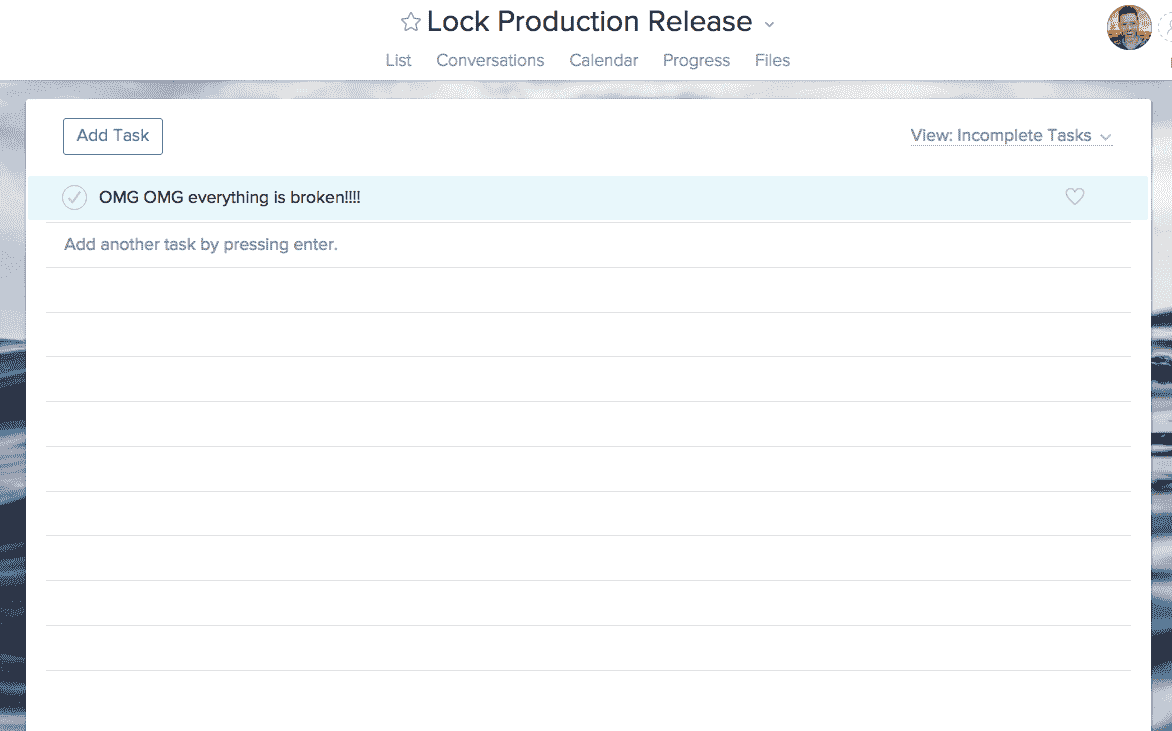 Lock Production Release
List Conversations Calendar Progress Files
Add Task
View: Incomplete Tasks
OMG OMG everything is broken!!!!
Add another task by pressing enter.